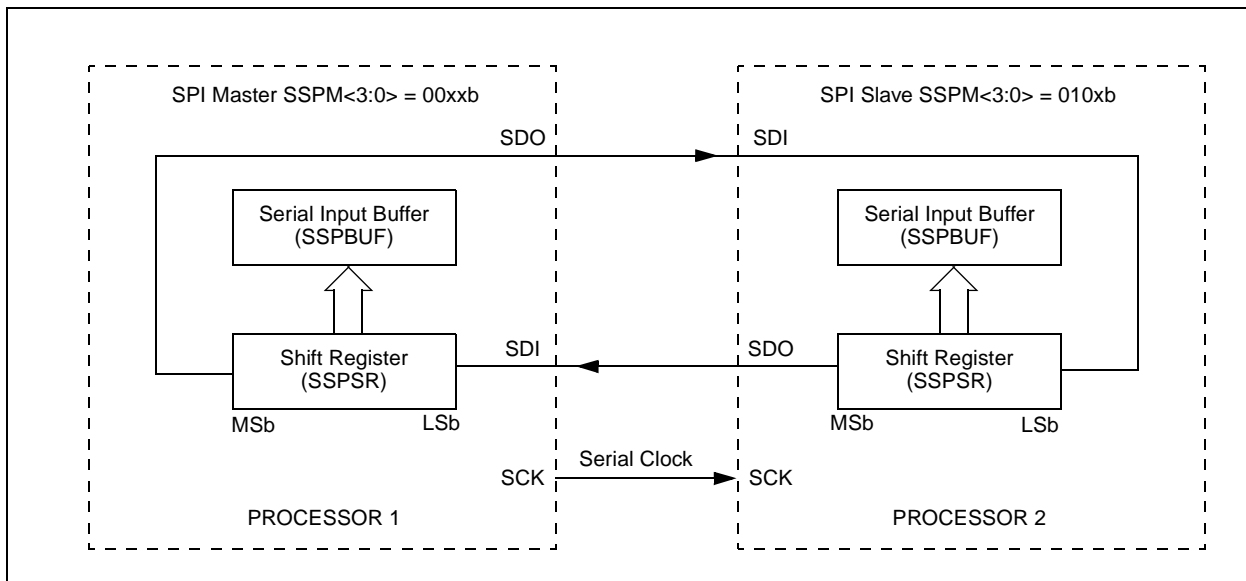 SPI Master SSPM<3:0> = 00xxb
SDO
Serial Input Buffer
(SSPBUF)
Shift Register
(SSPSR)
MSb
LSb
SDI
SCK
Serial Clock
PROCESSOR 1
SPI Slave SSPM<3:0> = 010xb
SDI
Serial Input Buffer
(SSPBUF)
SDO
Shift Register
(SSPSR)
MSb
LSb
SCK
PROCESSOR 2